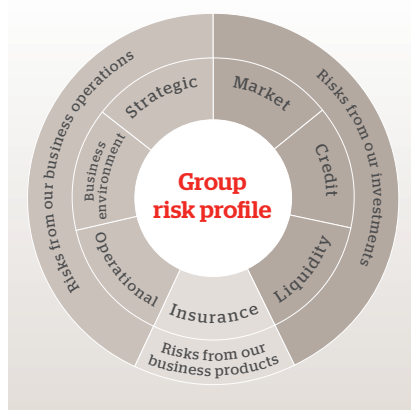 Group
risk profile
Risks from our investments
Market
Credit
Liquidity
Risks from our
business products
Insurance
Risks from our business operations
Operational
Business
environment
Strategic